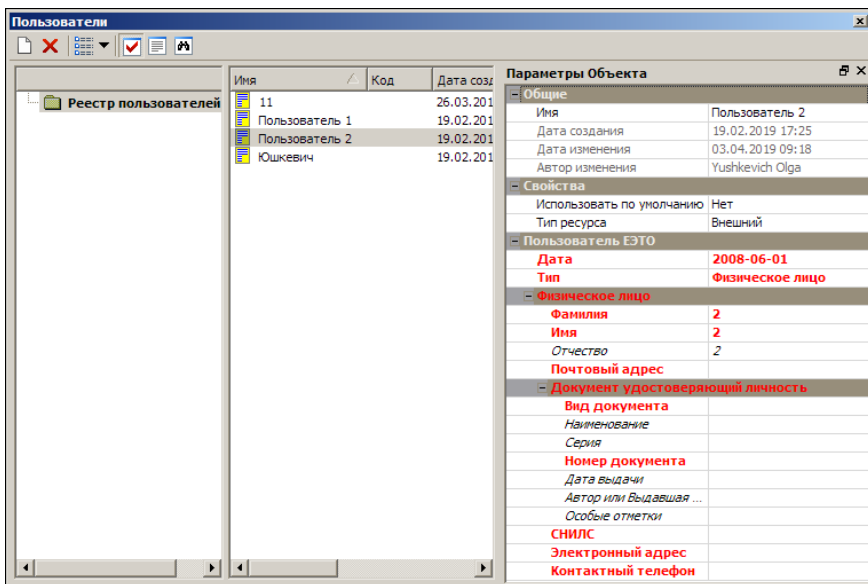 Пользователи
Реестр пользователей
Имя Код Дата созд
11 26.03.201
Пользователь 1 19.02.201
Пользователь 2 19.02.201
Юшкевич 19.02.201
Параметры Объекта
Общие
Имя Пользователь 2
Дата создания 19.02.2019 17:25
Дата изменения 03.04.2019 09:18
Автор изменения Yushkevich Olga
Свойства
Использовать по умолчанию Нет
Тип ресурса Внешний
Пользователь ЕЭТО
Дата 2008-06-01
Тип Физическое лицо
Физическое лицо
Фамилия 2
Имя 2
Отчество 2
Почтовый адрес
Документ удостоверяющий личность
Вид документа
Наименование
Серия
Номер документа
Дата выдачи
Автор или Выдавшая ...
Особые отметки
СНИЛС
Электронный адрес
Контактный телефон